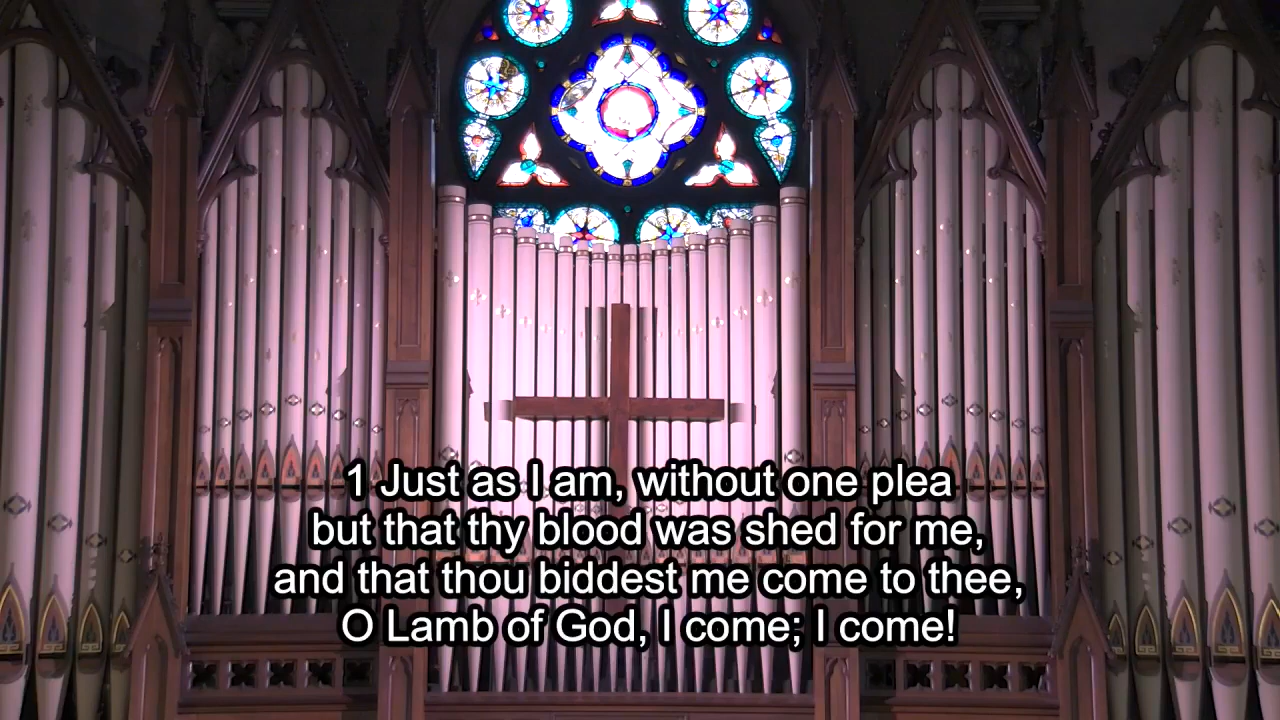 1 Just as I am, without one plea
but that thy blood was shed for me,
and that thou biddest me come to thee,
O Lamb of God, I come; I come!